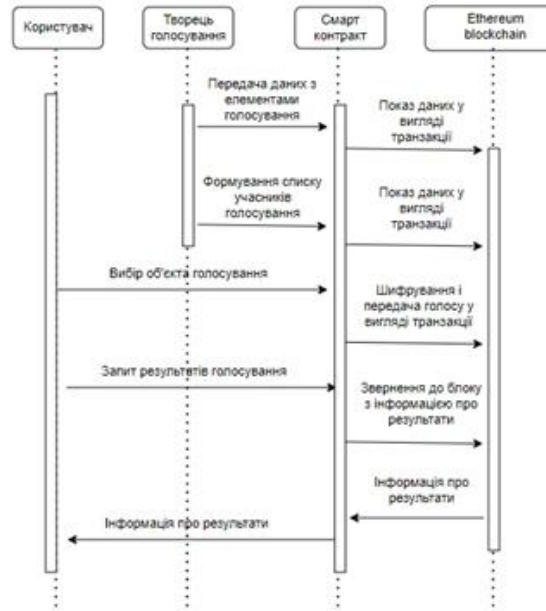 Користувач
Творець
голосування
Смарт
контракт
Ethereum
blockchain
Передача даних з
елементами
голосування
Показ даних у
вигляді
транзакції
Формування списку
учасників
голосування
Показ даних у
вигляді
транзакції
Вибір об'єкта голосування
Шифрування і
передача голосу у
вигляді транзакції
Запит результатів голосування
Звернення до блоку
з інформацією про
результати
Інформація про
результати
Інформація про результати